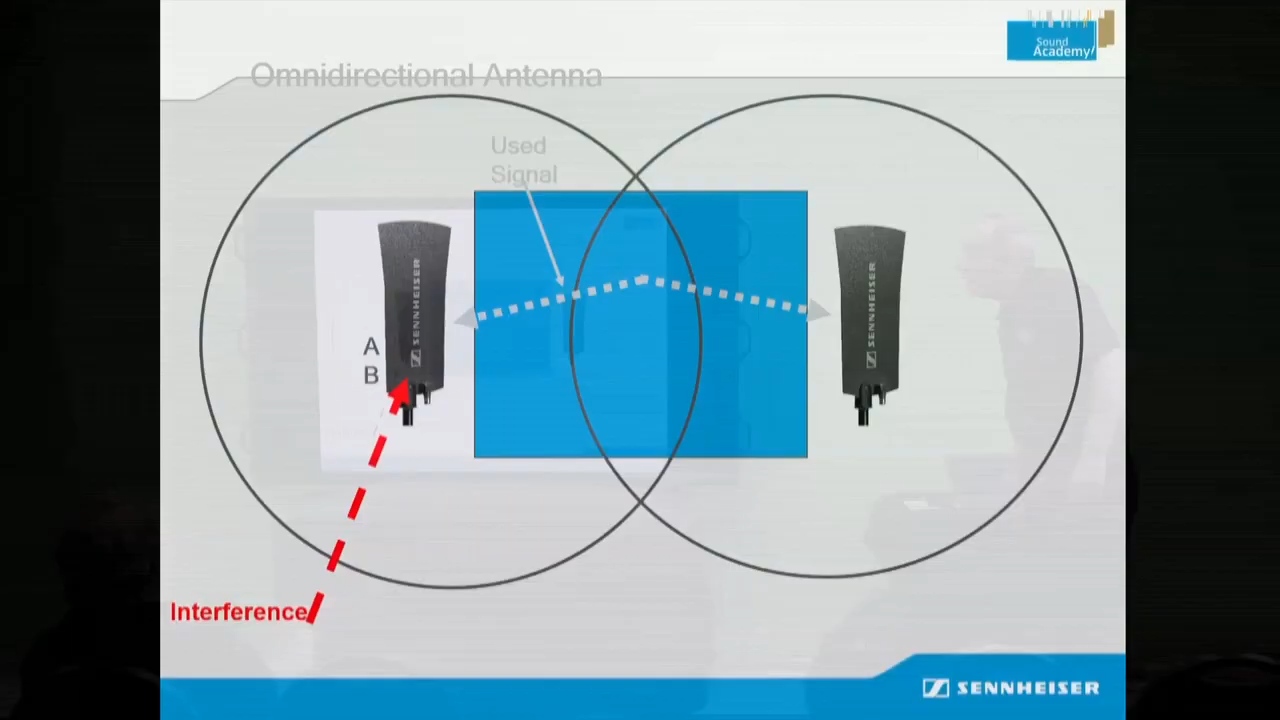 Sound
Academy
Omnidirectional Antenna
Used
Signal
SENNHEISER
SENNHEISER
A
B
Interference
SENNHEISER